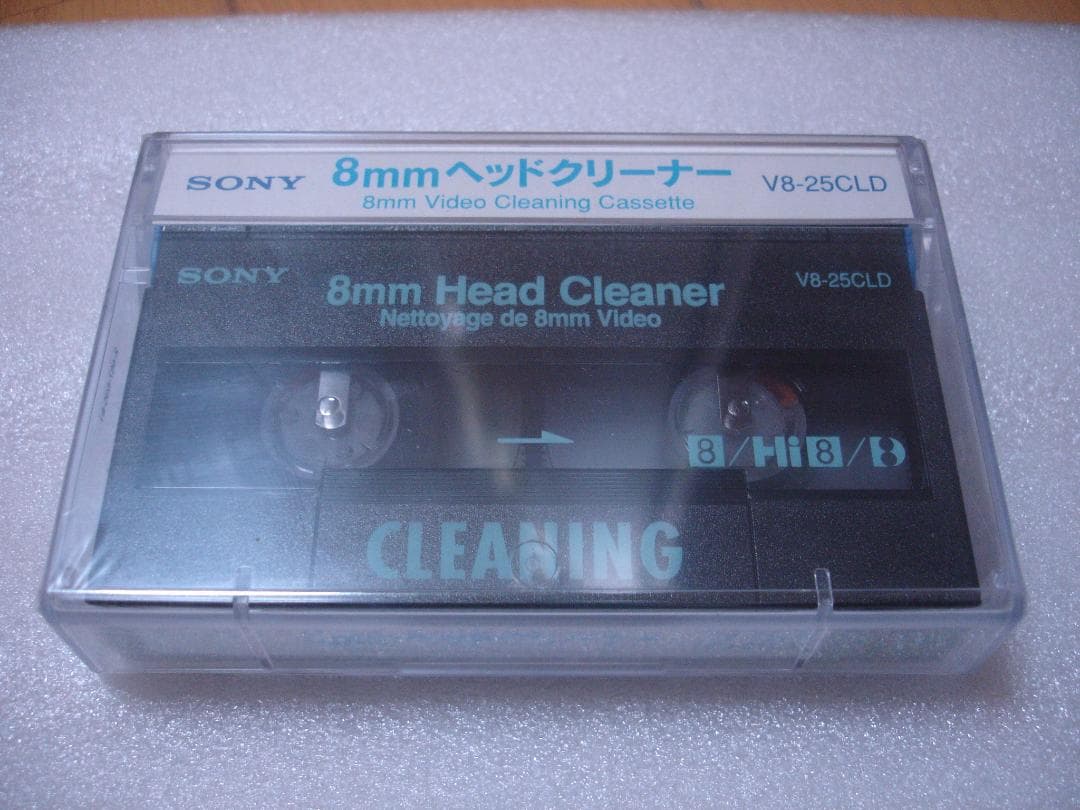 SONY 8mmヘッドクリーナー V8-25CLD
8mm Video Cleaning Cassette
SONY 8mm Head Cleaner V8-25CLD
Nettoyage de 8mm Video
8/Hi8/8
CLEANING